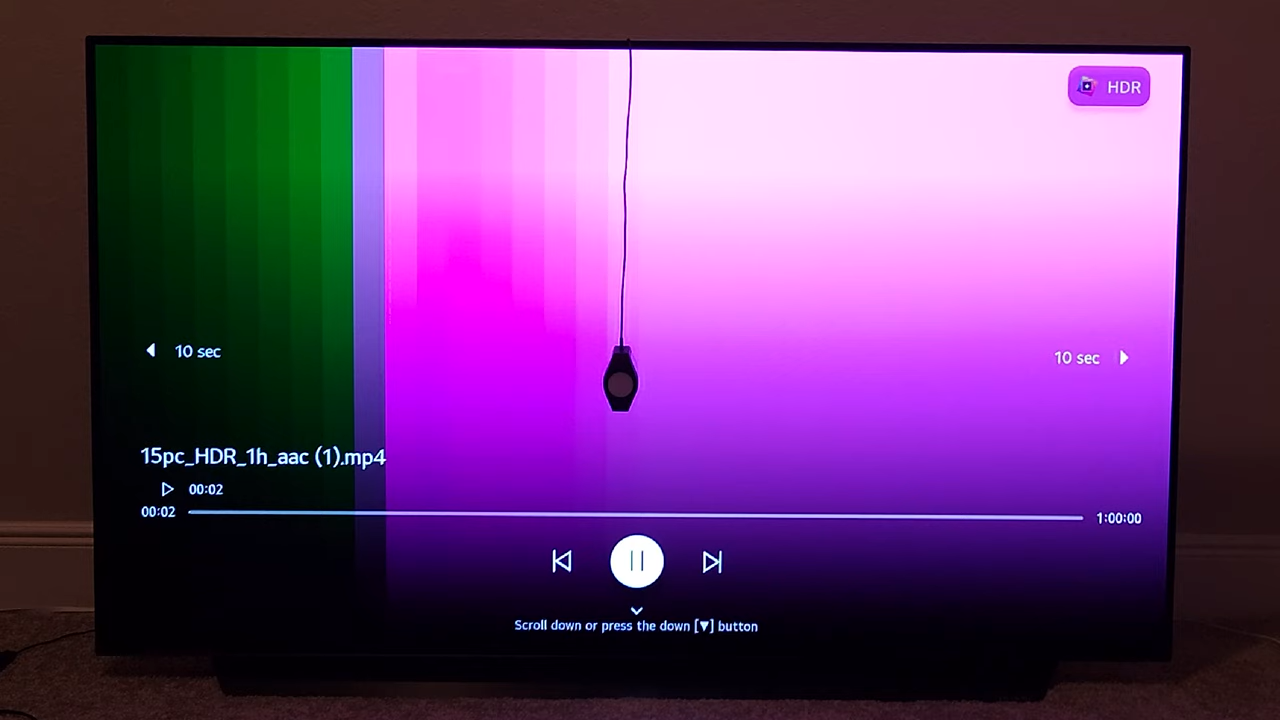 HDR
10 sec
10 sec
15pc_HDR_1h_aac (1).mp4
00:02
00:02
1:00:00
Scroll down or press the down [▼] button